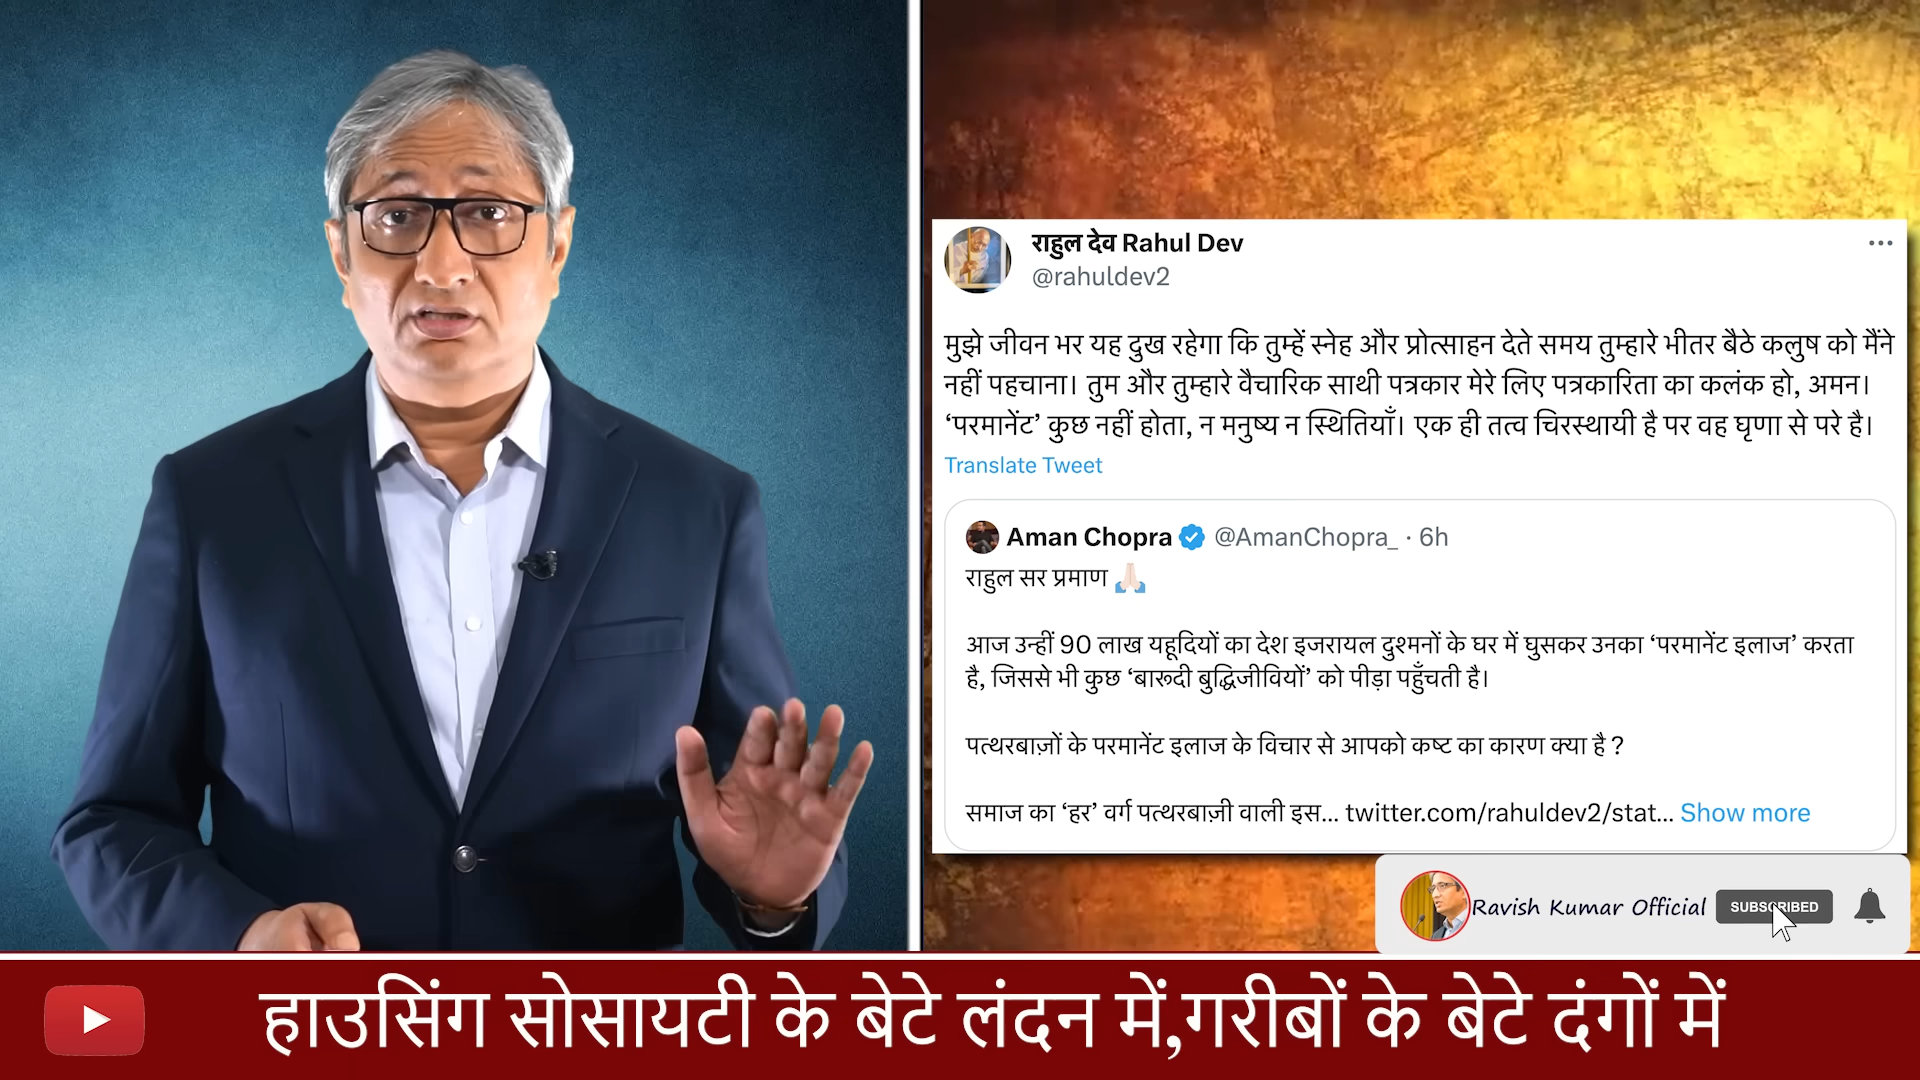 राहुल देव Rahul Dev
@rahuldev2
मुझे जीवन भर यह दुख रहेगा कि तुम्हें स्नेह और प्रोत्साहन देते समय तुम्हारे भीतर बैठे कलुष को मैंने
नहीं पहचाना। तुम और तुम्हारे वैचारिक साथी पत्रकार मेरे लिए पत्रकारिता का कलंक हो, अमन।
‘परमानेंट’ कुछ नहीं होता, न मनुष्य न स्थितियाँ। एक ही तत्व चिरस्थायी है पर वह घृणा से परे है।
Translate Tweet
Aman Chopra @AmanChopra_ · 6h
राहुल सर प्रमाण 🙏🏻
आज उन्हीं 90 लाख यहूदियों का देश इजरायल दुश्मनों के घर में घुसकर उनका ‘परमानेंट इलाज’ करता
है, जिससे भी कुछ ‘बारूदी बुद्धिजीवियों’ को पीड़ा पहुँचती है।
पत्थरबाज़ों के परमानेंट इलाज के विचार से आपको कष्ट का कारण क्या है ?
समाज का ‘हर’ वर्ग पत्थरबाज़ी वाली इस... twitter.com/rahuldev2/stat... Show more
Ravish Kumar Official SUBSCRIBED
हाउसिंग सोसायटी के बेटे लंदन में,गरीबों के बेटे दंगों में